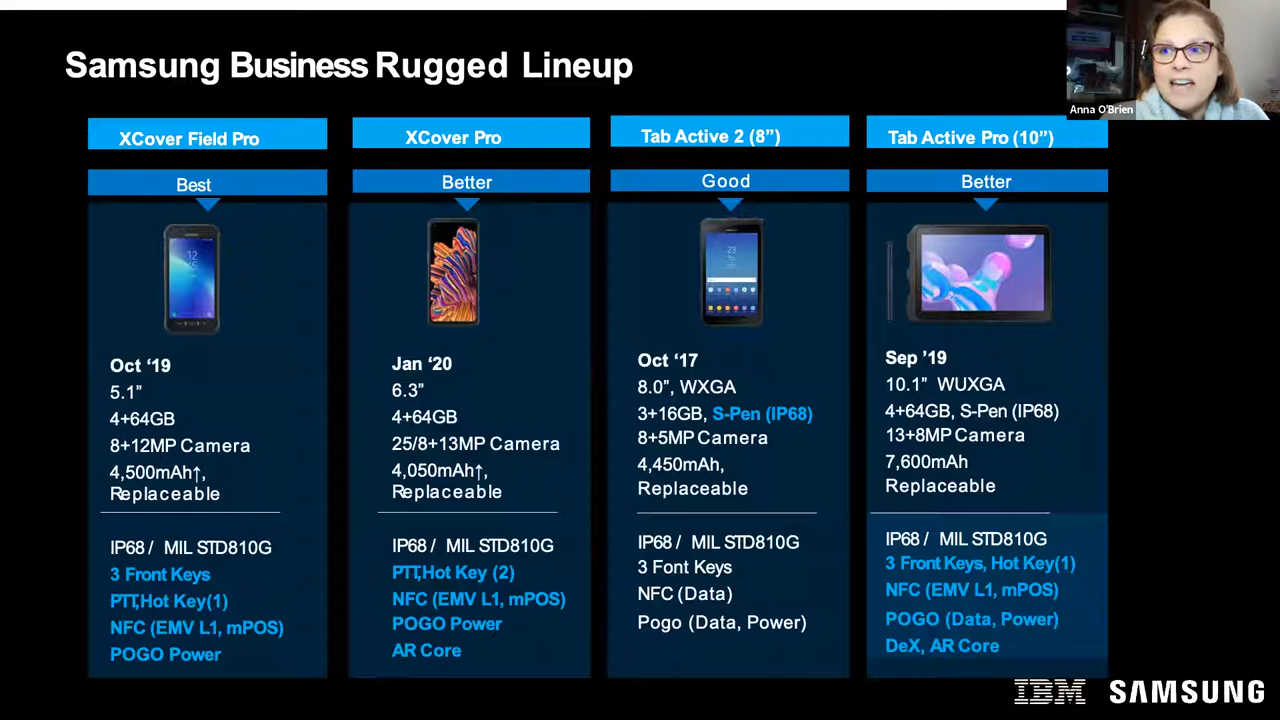 Samsung Business Rugged Lineup
Anna O'Brien
XCover Field Pro
Best
Oct ‘19
5.1”
4+64GB
8+12MP Camera
4,500mAh↑,
Replaceable
IP68 / MIL STD810G
3 Front Keys
PTT,Hot Key(1)
NFC (EMV L1, mPOS)
POGO Power
XCover Pro
Better
Jan ‘20
6.3”
4+64GB
25/8+13MP Camera
4,050mAh↑,
Replaceable
IP68 / MIL STD810G
PTT,Hot Key (2)
NFC (EMV L1, mPOS)
POGO Power
AR Core
Tab Active 2 (8”)
Good
Oct ‘17
8.0”, WXGA
3+16GB, S-Pen (IP68)
8+5MP Camera
4,450mAh,
Replaceable
IP68 / MIL STD810G
3 Font Keys
NFC (Data)
Pogo (Data, Power)
Tab Active Pro (10”)
Better
Sep ’19
10.1” WUXGA
4+64GB, S-Pen (IP68)
13+8MP Camera
7,600mAh
Replaceable
IP68 / MIL STD810G
3 Front Keys, Hot Key(1)
NFC (EMV L1, mPOS)
POGO (Data, Power)
DeX, AR Core
IBM SAMSUNG